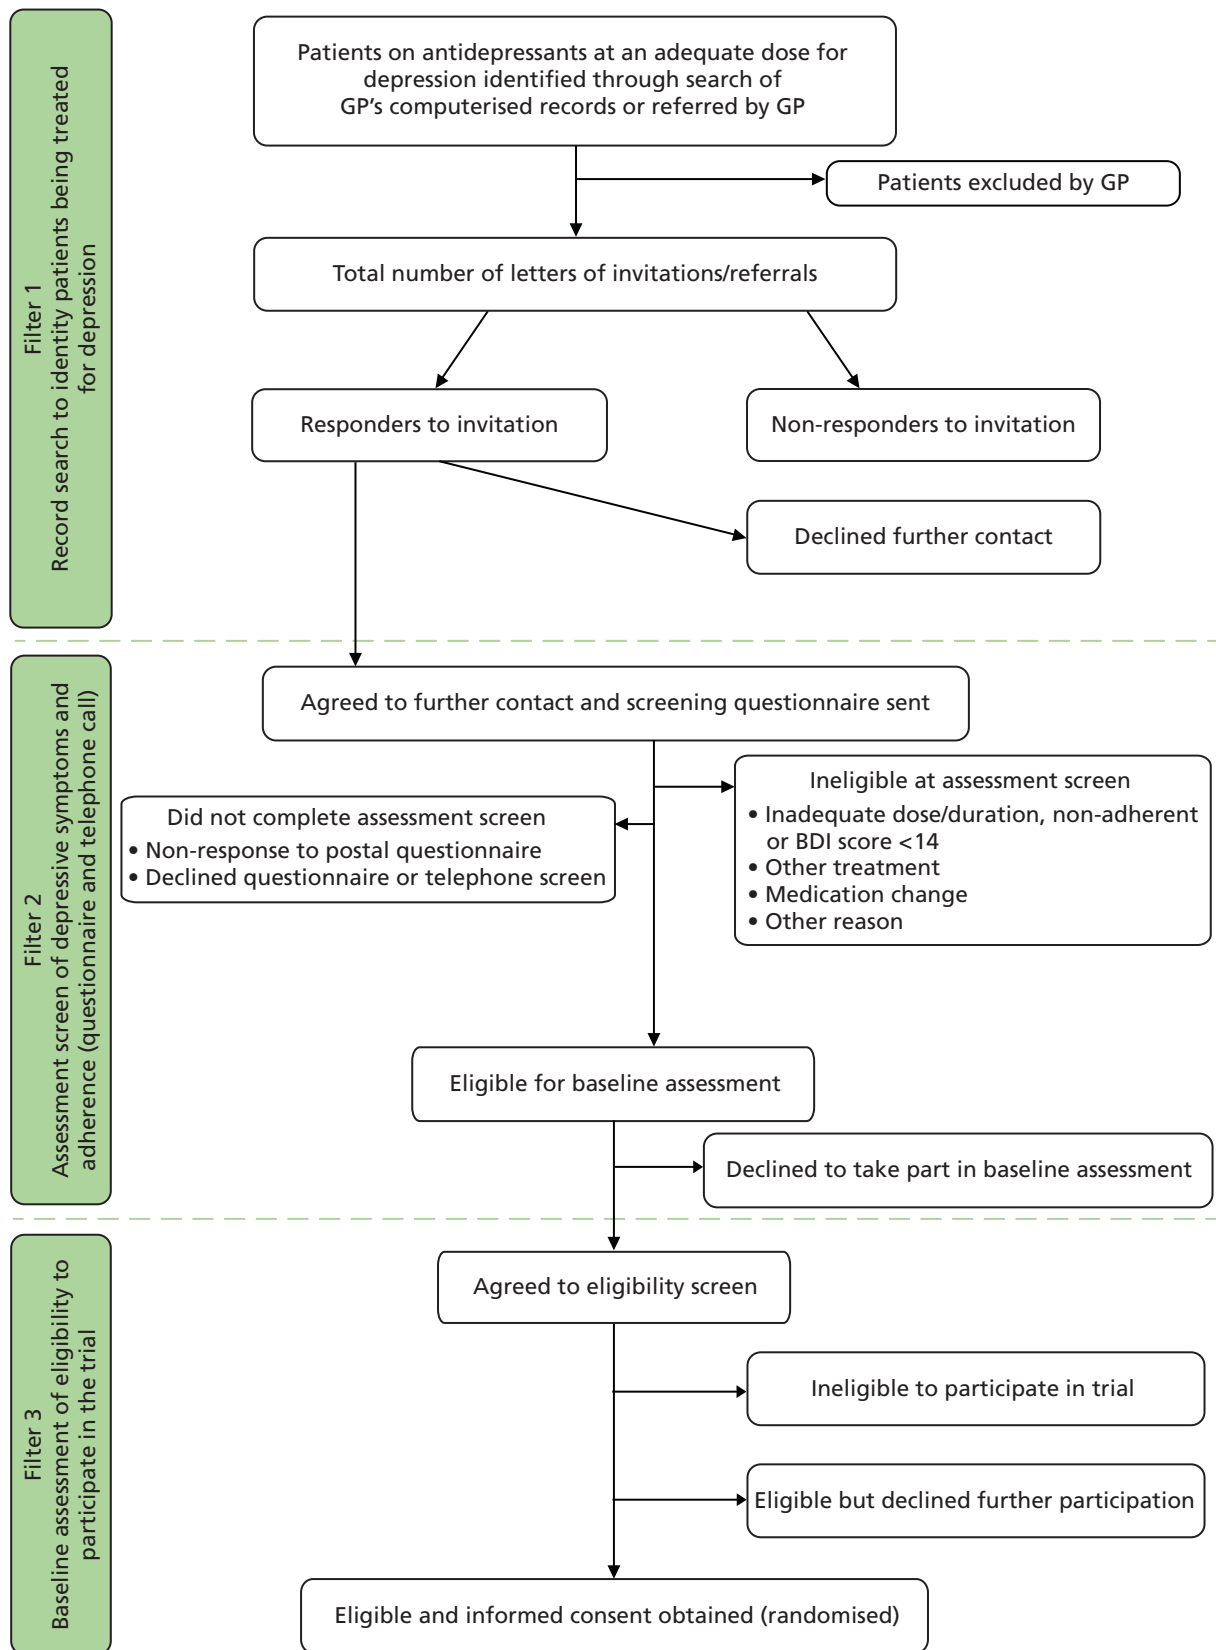 Filter 1
Record search to identity patients being treated
for depression
Patients on antidepressants at an adequate dose for
depression identified through search of
GP's computerised records or referred by GP
Patients excluded by GP
Total number of letters of invitations/referrals
Responders to invitation
Non-responders to invitation
Declined further contact
Filter 2
Assessment screen of depressive symptoms and
adherence (questionnaire and telephone call)
Agreed to further contact and screening questionnaire sent
Ineligible at assessment screen
• Inadequate dose/duration, non-adherent
or BDI score <14
• Other treatment
• Medication change
• Other reason
Did not complete assessment screen
• Non-response to postal questionnaire
• Declined questionnaire or telephone screen
Eligible for baseline assessment
Declined to take part in baseline assessment
Filter 3
Baseline assessment of eligibility to
participate in the trial
Agreed to eligibility screen
Ineligible to participate in trial
Eligible but declined further participation
Eligible and informed consent obtained (randomised)